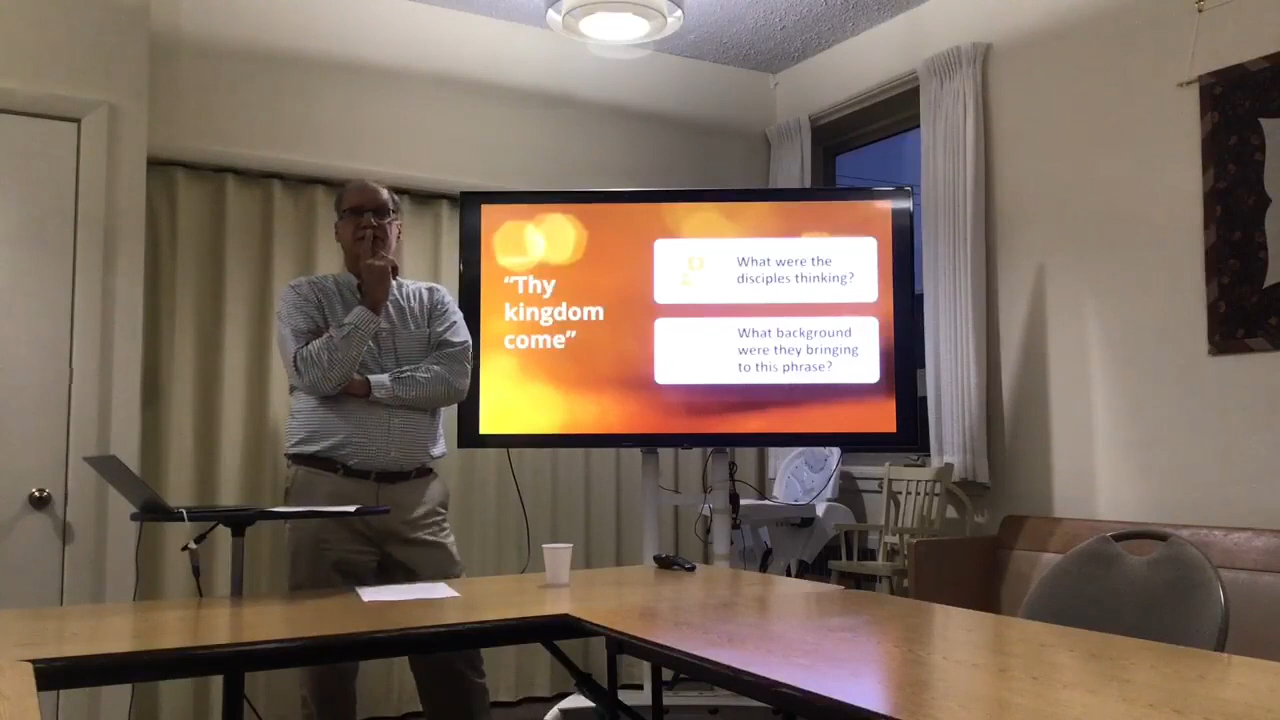 “Thy
kingdom
come”
What were the
disciples thinking?
What background
were they bringing
to this phrase?